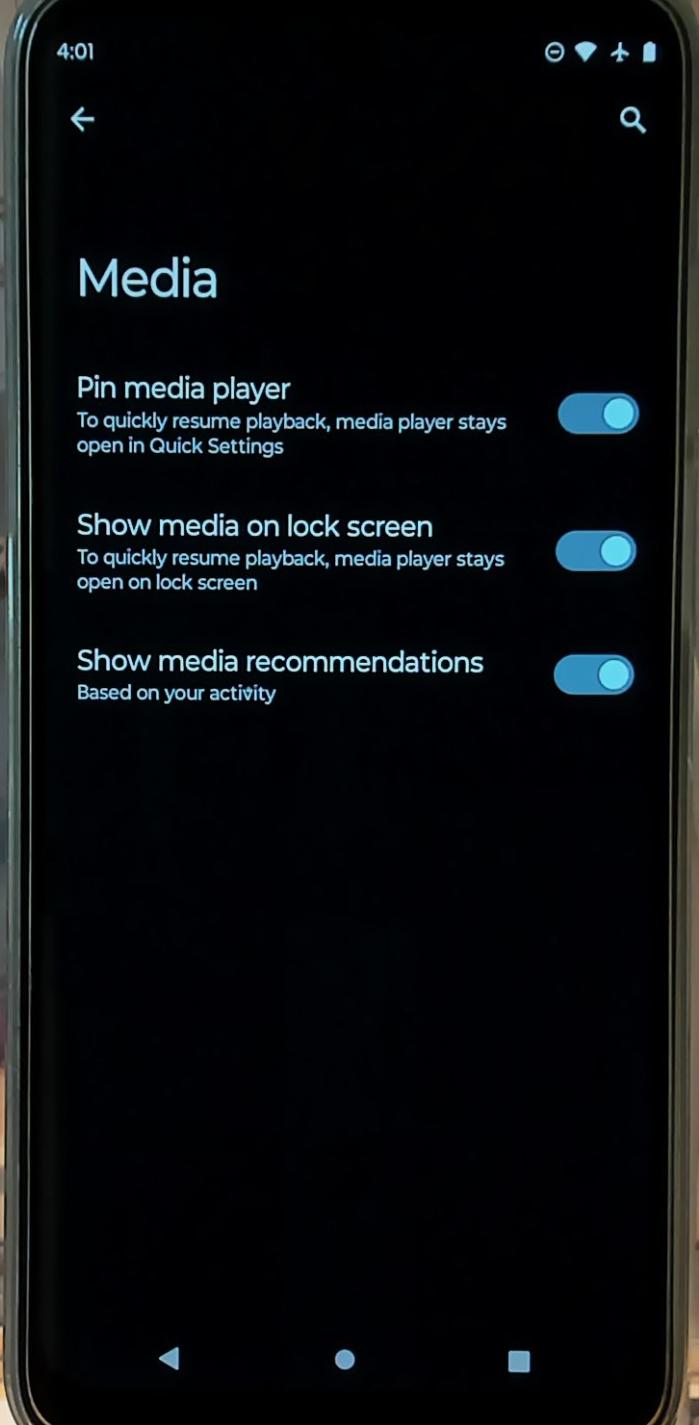 4:01
Media
Pin media player
To quickly resume playback, media player stays
open in Quick Settings
Show media on lock screen
To quickly resume playback, media player stays
open on lock screen
Show media recommendations
Based on your activity